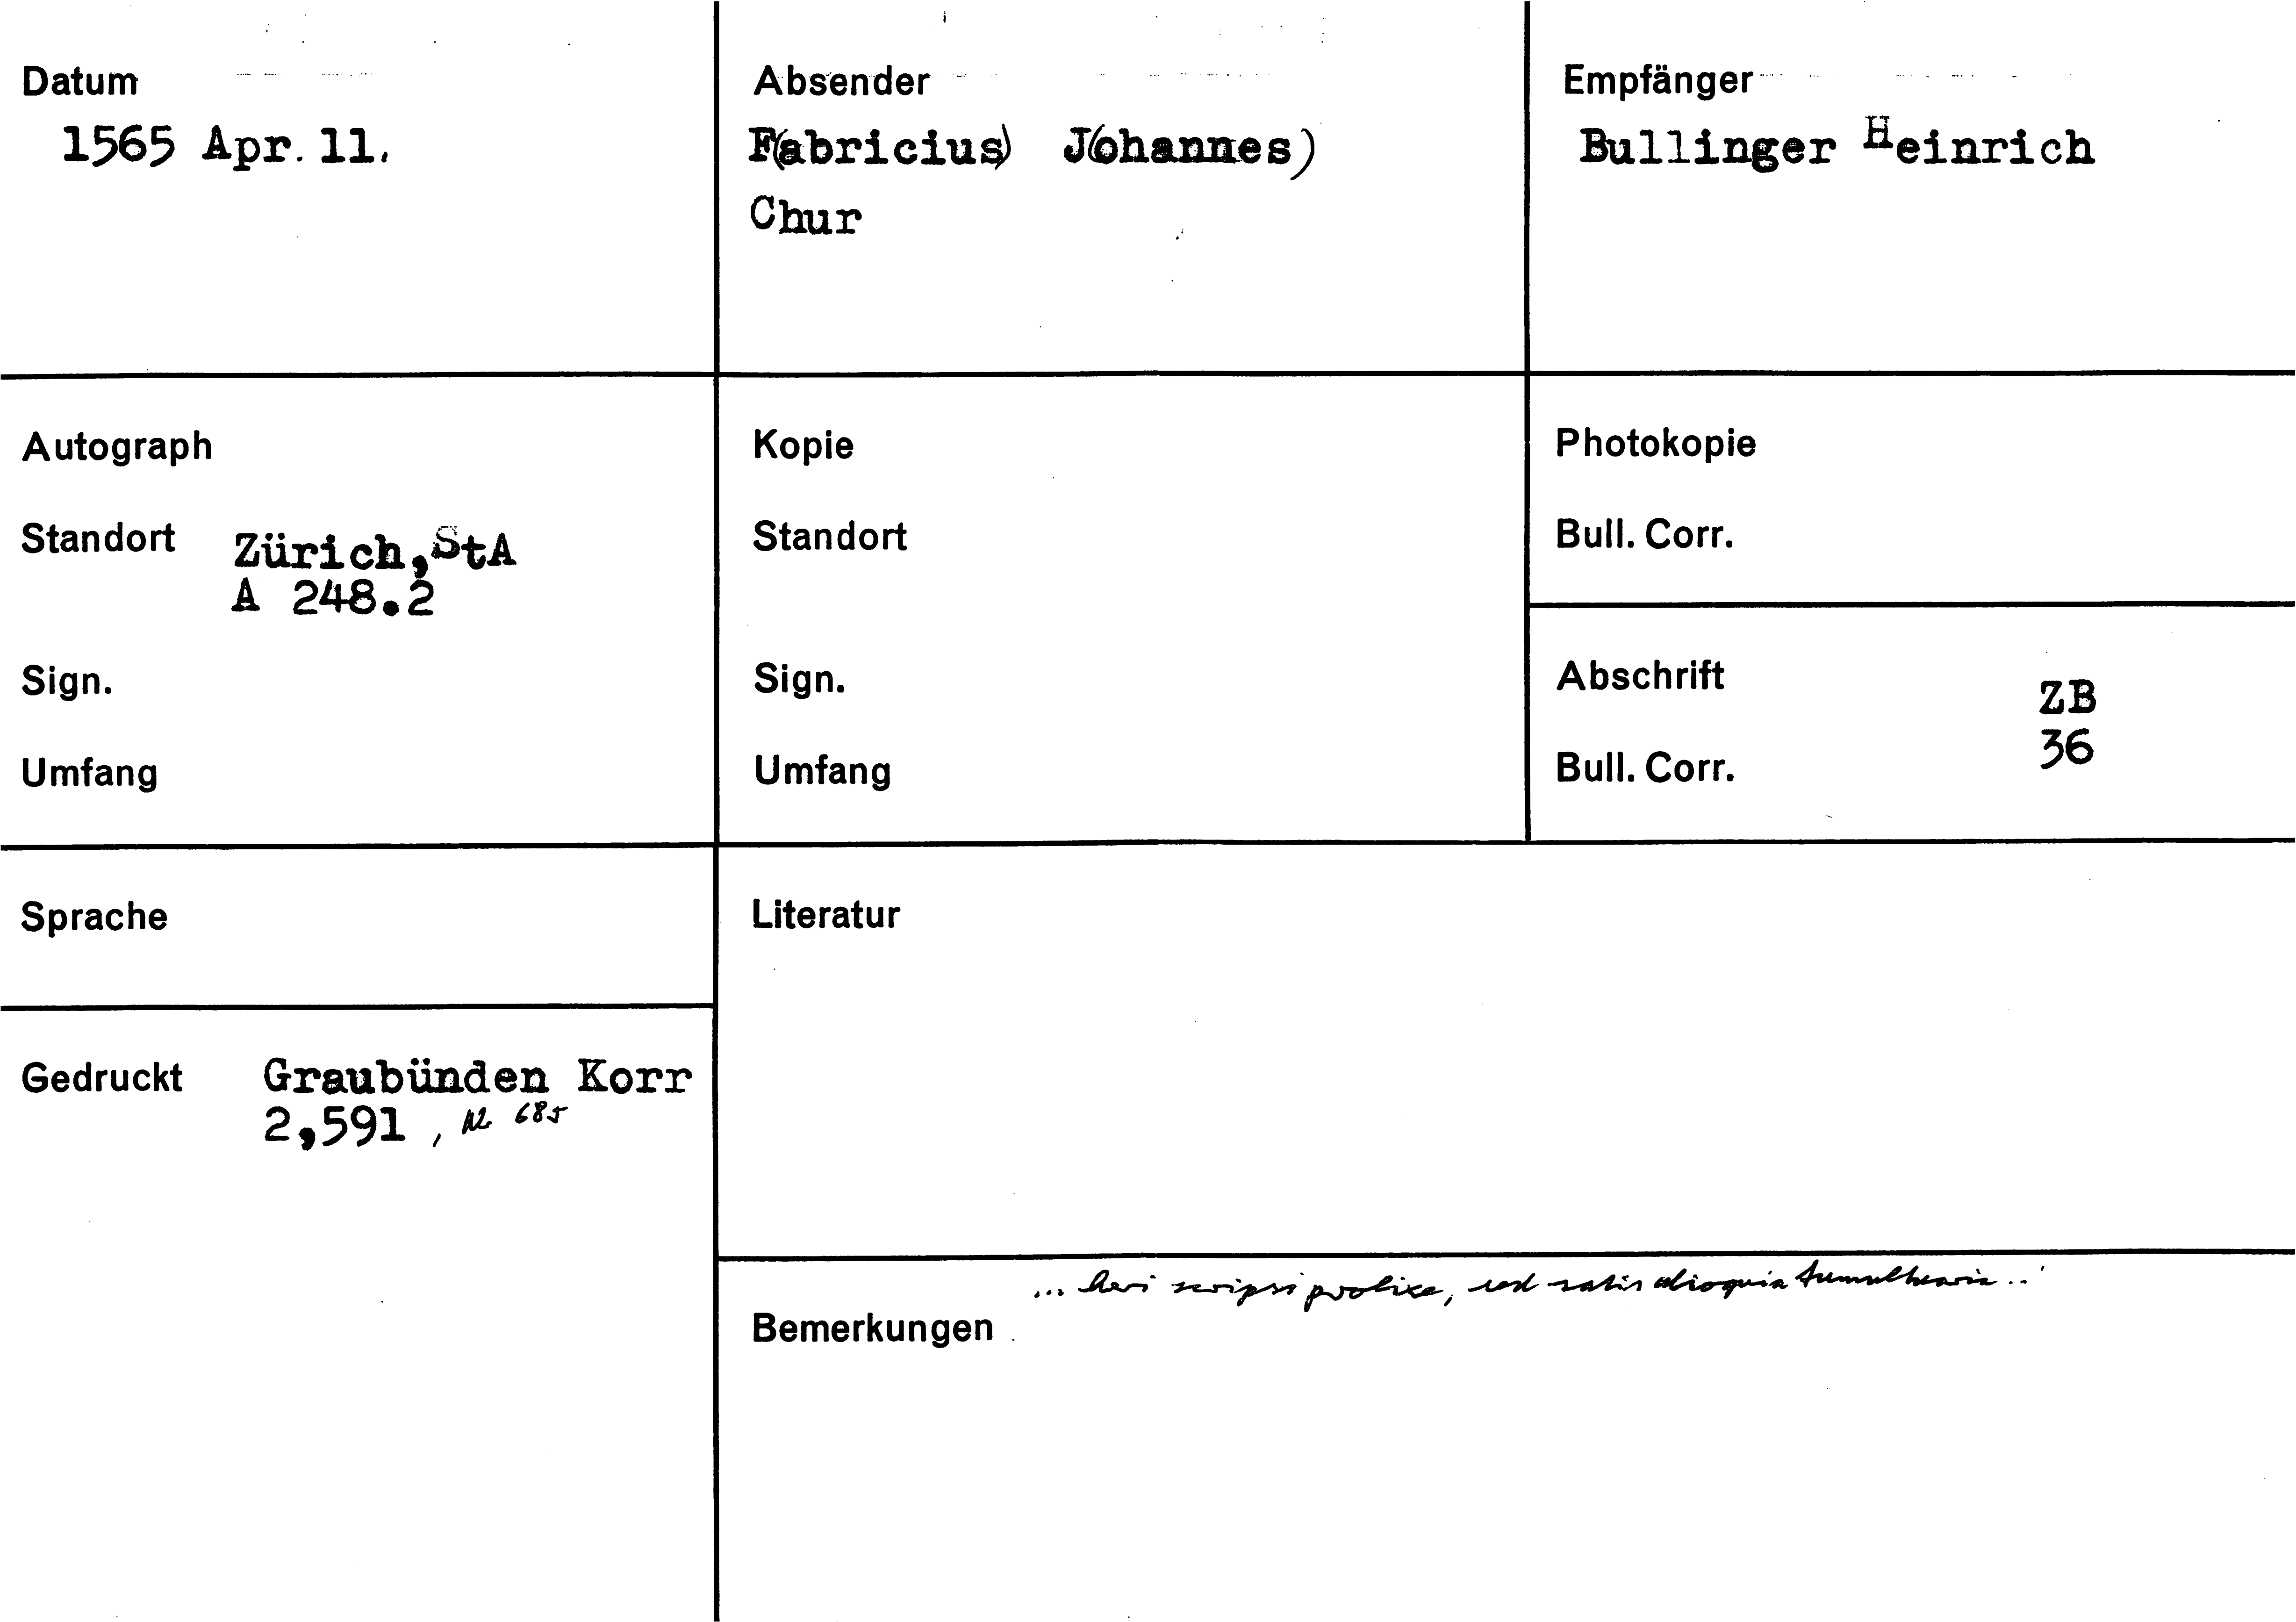 Datum
1565 Apr. 11.
Absender
F(abricius) J(ohannes)
Chur
Empfänger
Bullinger Heinrich
Autograph
Standort Zürich, StA
A 248.2
Sign.
Umfang
Kopie
Standort
Sign.
Umfang
Photokopie
Bull. Corr.
Abschrift ZB
36
Bull. Corr.
Sprache
Gedruckt Graubünden Korr
2,591, Nr 685
Literatur
... heri scripsi prolixe, sed satis alioquin tumultuarie ..
Bemerkungen